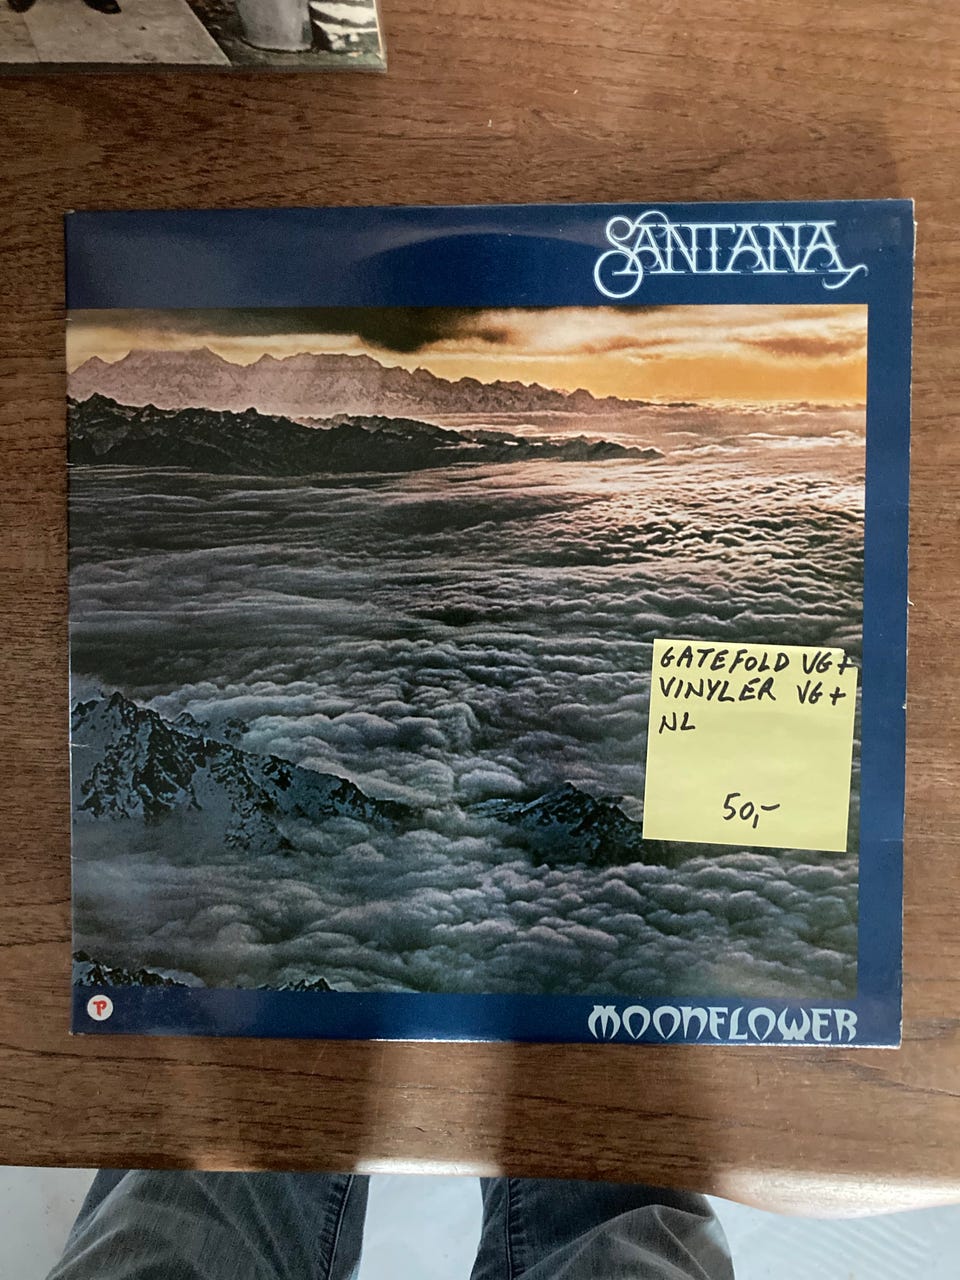 SANTANA
GATEFOLD VG+
VINYLER VG+
NL
50,-
MOONFLOWER